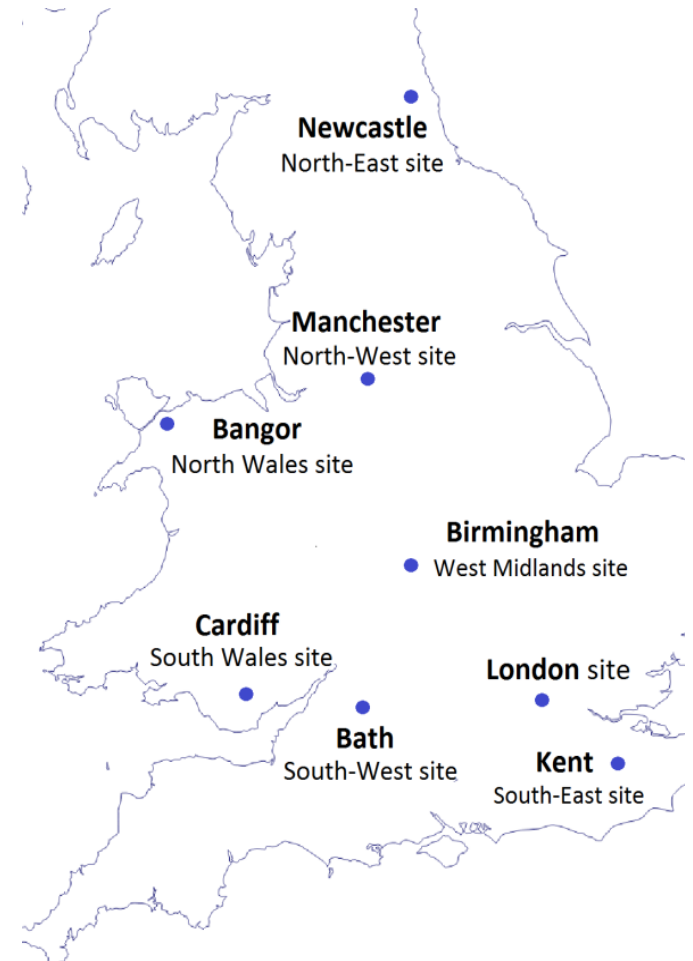 Newcastle
North-East site
Manchester
North-West site
Bangor
North Wales site
Birmingham
West Midlands site
Cardiff
South Wales site
London site
Bath
South-West site
Kent
South-East site